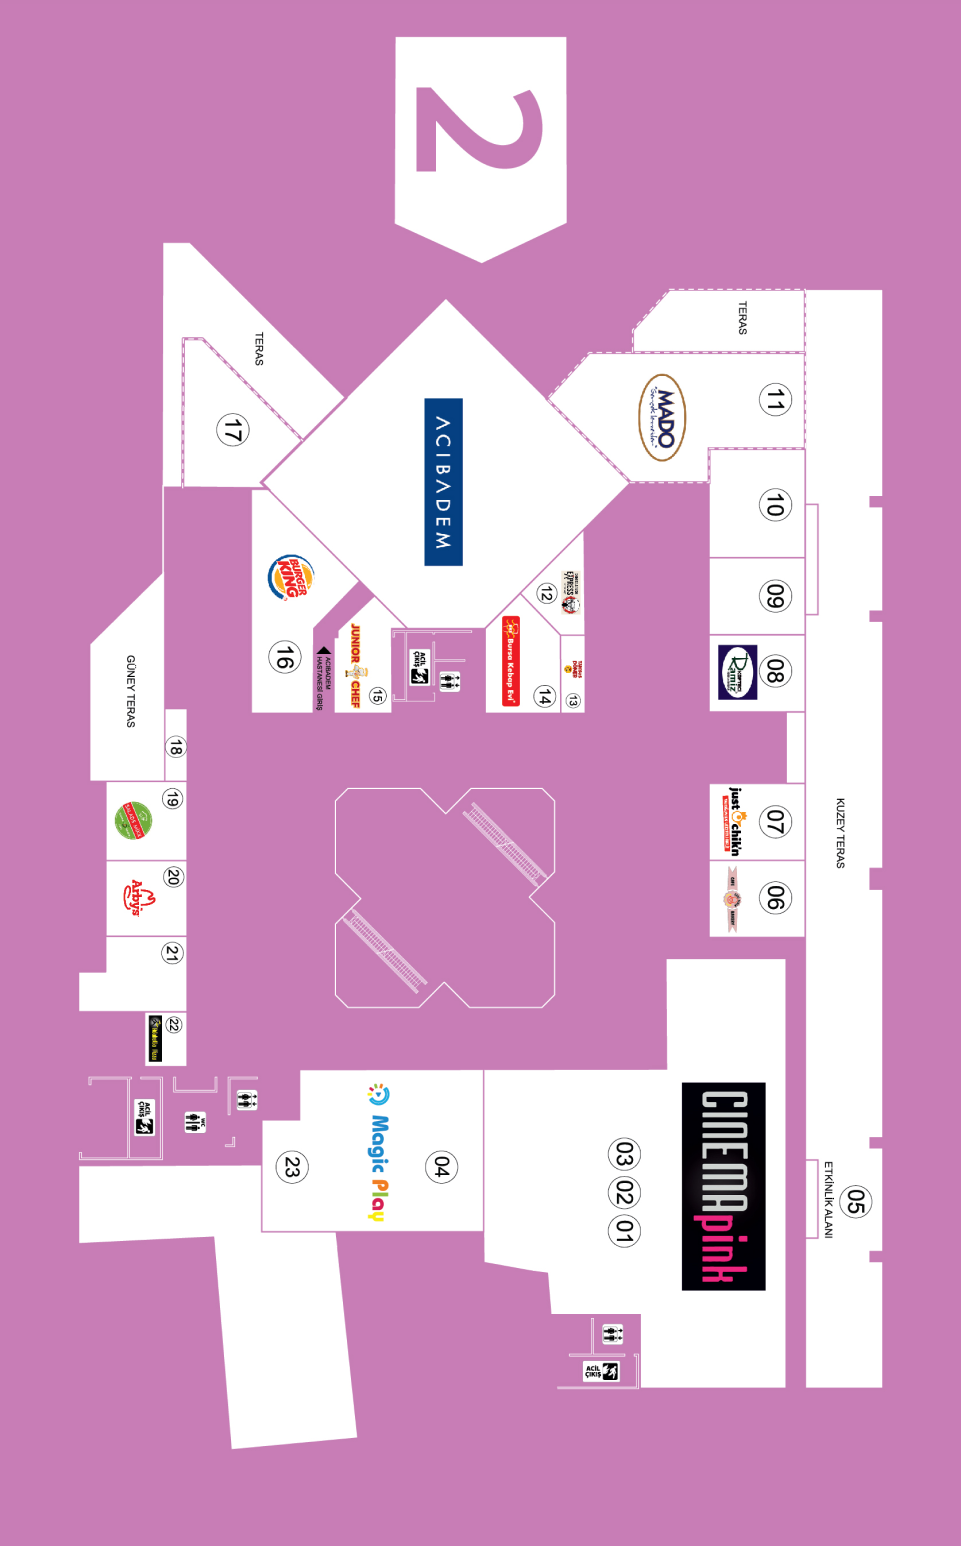 2
TERAS
11
MADO
TERAS
17
10
ACIBADEM
09
BURGER
KING
12
EXPRESS
16
ACIBADEM
HASTANESİ GİRİŞ
JUNIOR CHEF
15
ACİL
ÇIKIŞ
Bursa Kebap Evi
14
13
08
KÖFTECİ
Ramiz
GÜNEY TERAS
18
19
20
Arby's
21
22
07
just chik'n
06
KUZEY TERAS
ACİL
ÇIKIŞ
WC
23
Magic Play
04
03
02
01
CINEMApink
05
ETKİNLİK ALANI
ACİL
ÇIKIŞ